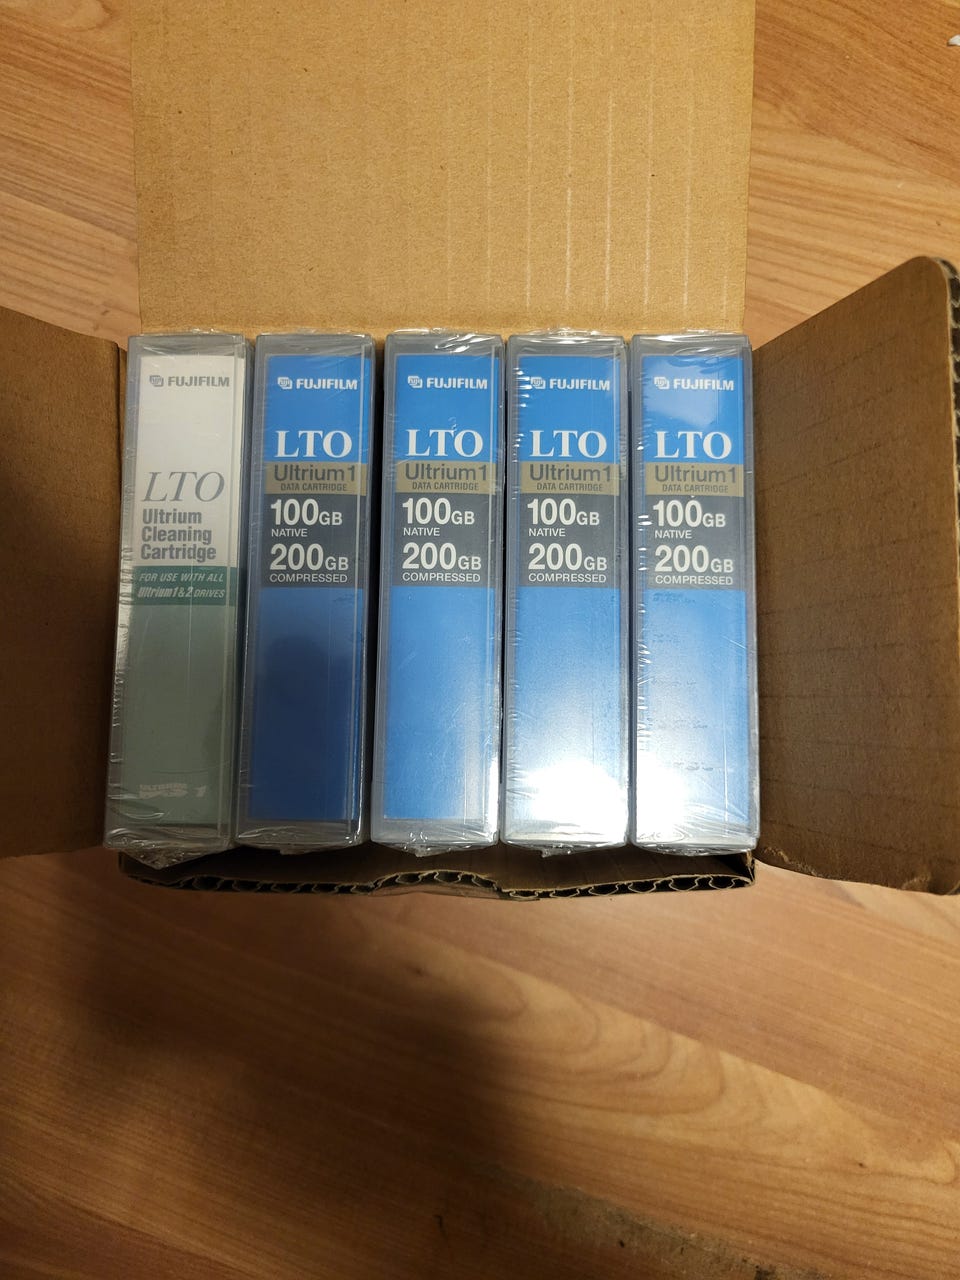 FUJIFILM
LTO
Ultrium
Cleaning
Cartridge
FOR USE WITH ALL
Ultrium1&2 DRIVES
FUJIFILM
LTO
Ultrium1
DATA CARTRIDGE
100GB
NATIVE
200GB
COMPRESSED
FUJIFILM
LTO
Ultrium1
DATA CARTRIDGE
100GB
NATIVE
200GB
COMPRESSED
FUJIFILM
LTO
Ultrium1
DATA CARTRIDGE
100GB
NATIVE
200GB
COMPRESSED
FUJIFILM
LTO
Ultrium1
DATA CARTRIDGE
100GB
NATIVE
200GB
COMPRESSED